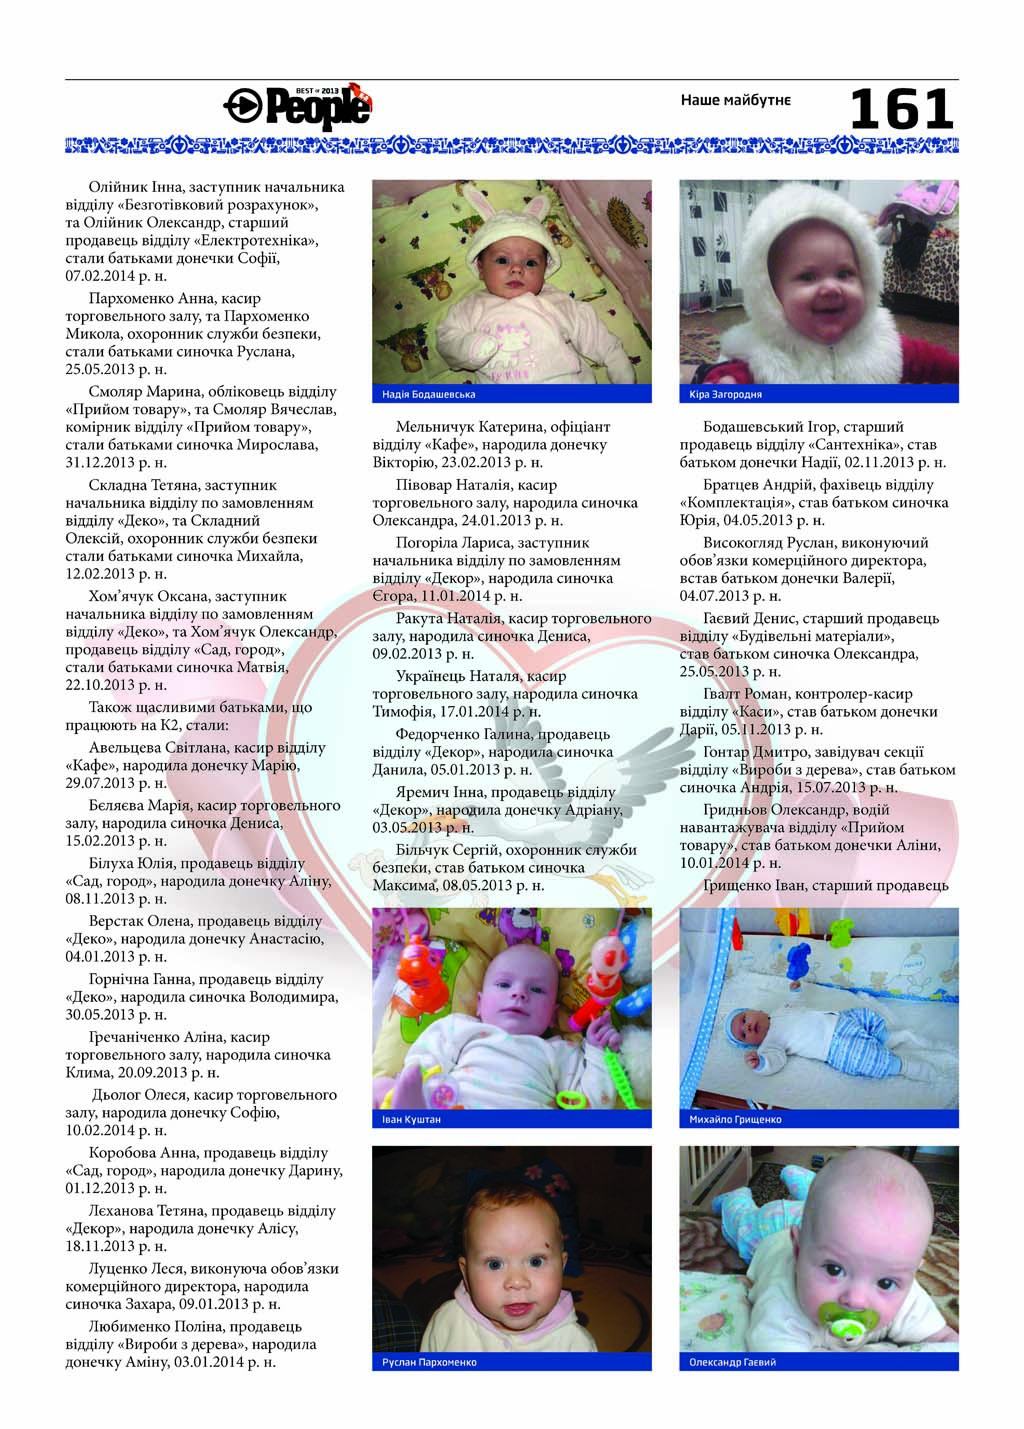 BEST OF 2013
People
Наше майбутнє
161
Олійник Інна, заступник начальника
відділу «Безготівковий розрахунок»,
та Олійник Олександр, старший
продавець відділу «Електротехніка»,
стали батьками донечки Софії,
07.02.2014 р. н.
Пархоменко Анна, касир
торговельного залу, та Пархоменко
Микола, охоронник служби безпеки,
стали батьками синочка Руслана,
25.05.2013 р. н.
Смоляр Марина, обліковець відділу
«Прийом товару», та Смоляр Вячеслав,
комірник відділу «Прийом товару»,
стали батьками синочка Мирослава,
31.12.2013 р. н.
Складна Тетяна, заступник
начальника відділу по замовленням
відділу «Деко», та Складний
Олексій, охоронник служби безпеки
стали батьками синочка Михайла,
12.02.2013 р. н.
Хом’ячук Оксана, заступник
начальника відділу по замовленням
відділу «Деко», та Хом’ячук Олександр,
продавець відділу «Сад, город»,
стали батьками синочка Матвія,
22.10.2013 р. н.
Також щасливими батьками, що
працюють на К2, стали:
Авельцева Світлана, касир відділу
«Кафе», народила донечку Марію,
29.07.2013 р. н.
Бєляєва Марія, касир торговельного
залу, народила синочка Дениса,
15.02.2013 р. н.
Білуха Юлія, продавець відділу
«Сад, город», народила донечку Аліну,
08.11.2013 р. н.
Верстак Олена, продавець відділу
«Деко», народила донечку Анастасію,
04.01.2013 р. н.
Горнічна Ганна, продавець відділу
«Деко», народила синочка Володимира,
30.05.2013 р. н.
Гречаніченко Аліна, касир
торговельного залу, народила синочка
Клима, 20.09.2013 р. н.
Дьолог Олеся, касир торговельного
залу, народила донечку Софію,
10.02.2014 р. н.
Коробова Анна, продавець відділу
«Сад, город», народила донечку Дарину,
01.12.2013 р. н.
Лєханова Тетяна, продавець відділу
«Декор», народила донечку Алісу,
18.11.2013 р. н.
Луценко Леся, виконуюча обов’язки
комерційного директора, народила
синочка Захара, 09.01.2013 р. н.
Любименко Поліна, продавець
відділу «Вироби з дерева», народила
донечку Аміну, 03.01.2014 р. н.
Надія Бодашевська
Мельничук Катерина, офіціант
відділу «Кафе», народила донечку
Вікторію, 23.02.2013 р. н.
Півовар Наталія, касир
торговельного залу, народила синочка
Олександра, 24.01.2013 р. н.
Погоріла Лариса, заступник
начальника відділу по замовленням
відділу «Декор», народила синочка
Єгора, 11.01.2014 р. н.
Ракута Наталія, касир торговельного
залу, народила синочка Дениса,
09.02.2013 р. н.
Українець Наталя, касир
торговельного залу, народила синочка
Тимофія, 17.01.2014 р. н.
Федорченко Галина, продавець
відділу «Декор», народила синочка
Данила, 05.01.2013 р. н.
Яремич Інна, продавець відділу
«Декор», народила донечку Адріану,
03.05.2013 р. н.
Більчук Сергій, охоронник служби
безпеки, став батьком синочка
Максима, 08.05.2013 р. н.
Іван Куштан
Руслан Пархоменко
Кіра Загородня
Бодашевський Ігор, старший
продавець відділу «Сантехніка», став
батьком донечки Надії, 02.11.2013 р. н.
Братцев Андрій, фахівець відділу
«Комплектація», став батьком синочка
Юрія, 04.05.2013 р. н.
Високогляд Руслан, виконуючий
обов’язки комерційного директора,
встав батьком донечки Валерії,
04.07.2013 р. н.
Гаєвий Денис, старший продавець
відділу «Будівельні матеріали»,
став батьком синочка Олександра,
25.05.2013 р. н.
Гвалт Роман, контролер-касир
відділу «Каси», став батьком донечки
Дарії, 05.11.2013 р. н.
Гонтар Дмитро, завідувач секції
відділу «Вироби з дерева», став батьком
синочка Андрія, 15.07.2013 р. н.
Гридньов Олександр, водій
навантажувача відділу «Прийом
товару», став батьком донечки Аліни,
10.01.2014 р. н.
Грищенко Іван, старший продавець
Михайло Грищенко
Олександр Гаєвий